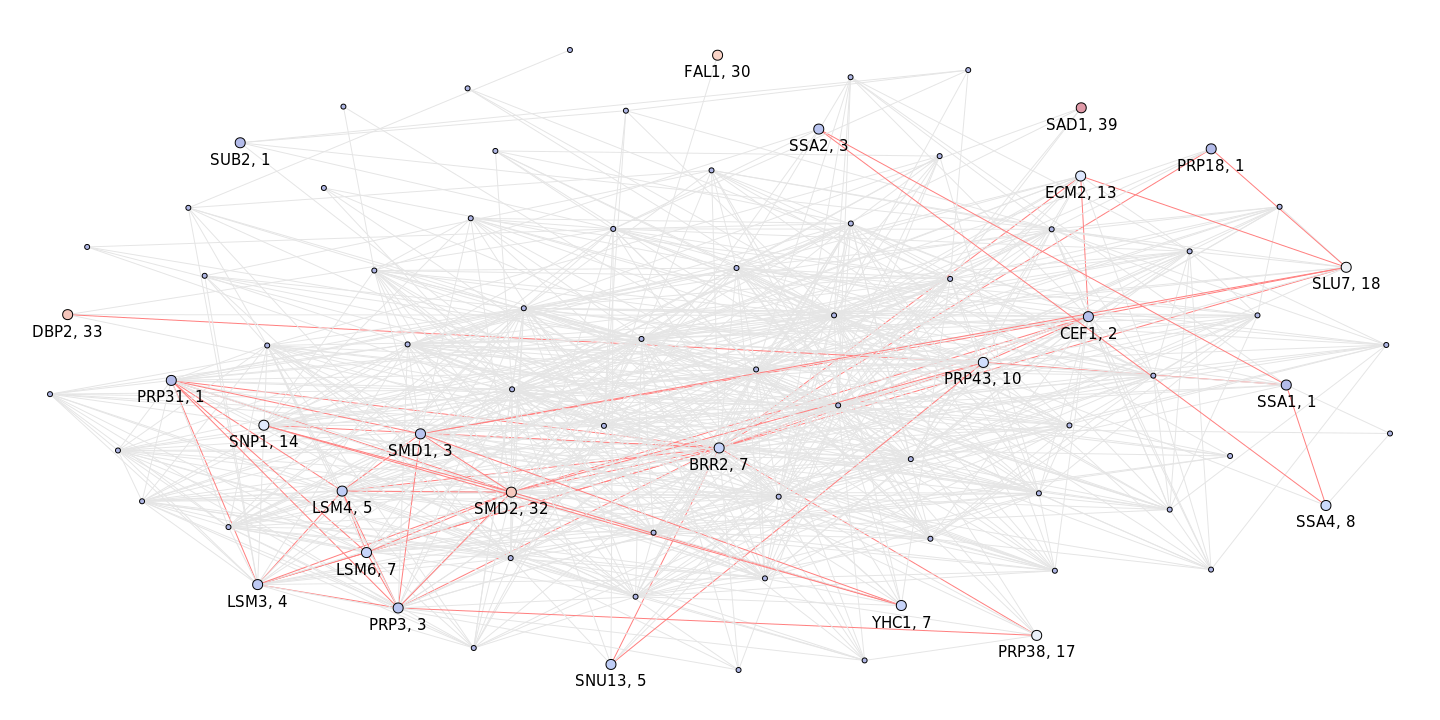 FAL1, 30
SAD1, 39
SSA2, 3
SUB2, 1
PRP18, 1
ECM2, 13
SLU7, 18
DBP2, 33
CEF1, 2
PRP43, 10
PRP31, 1
SSA1, 1
SNP1, 14
SMD1, 3
BRR2, 7
LSM4, 5
SMD2, 32
SSA4, 8
LSM6, 7
LSM3, 4
PRP3, 3
YHC1, 7
PRP38, 17
SNU13, 5